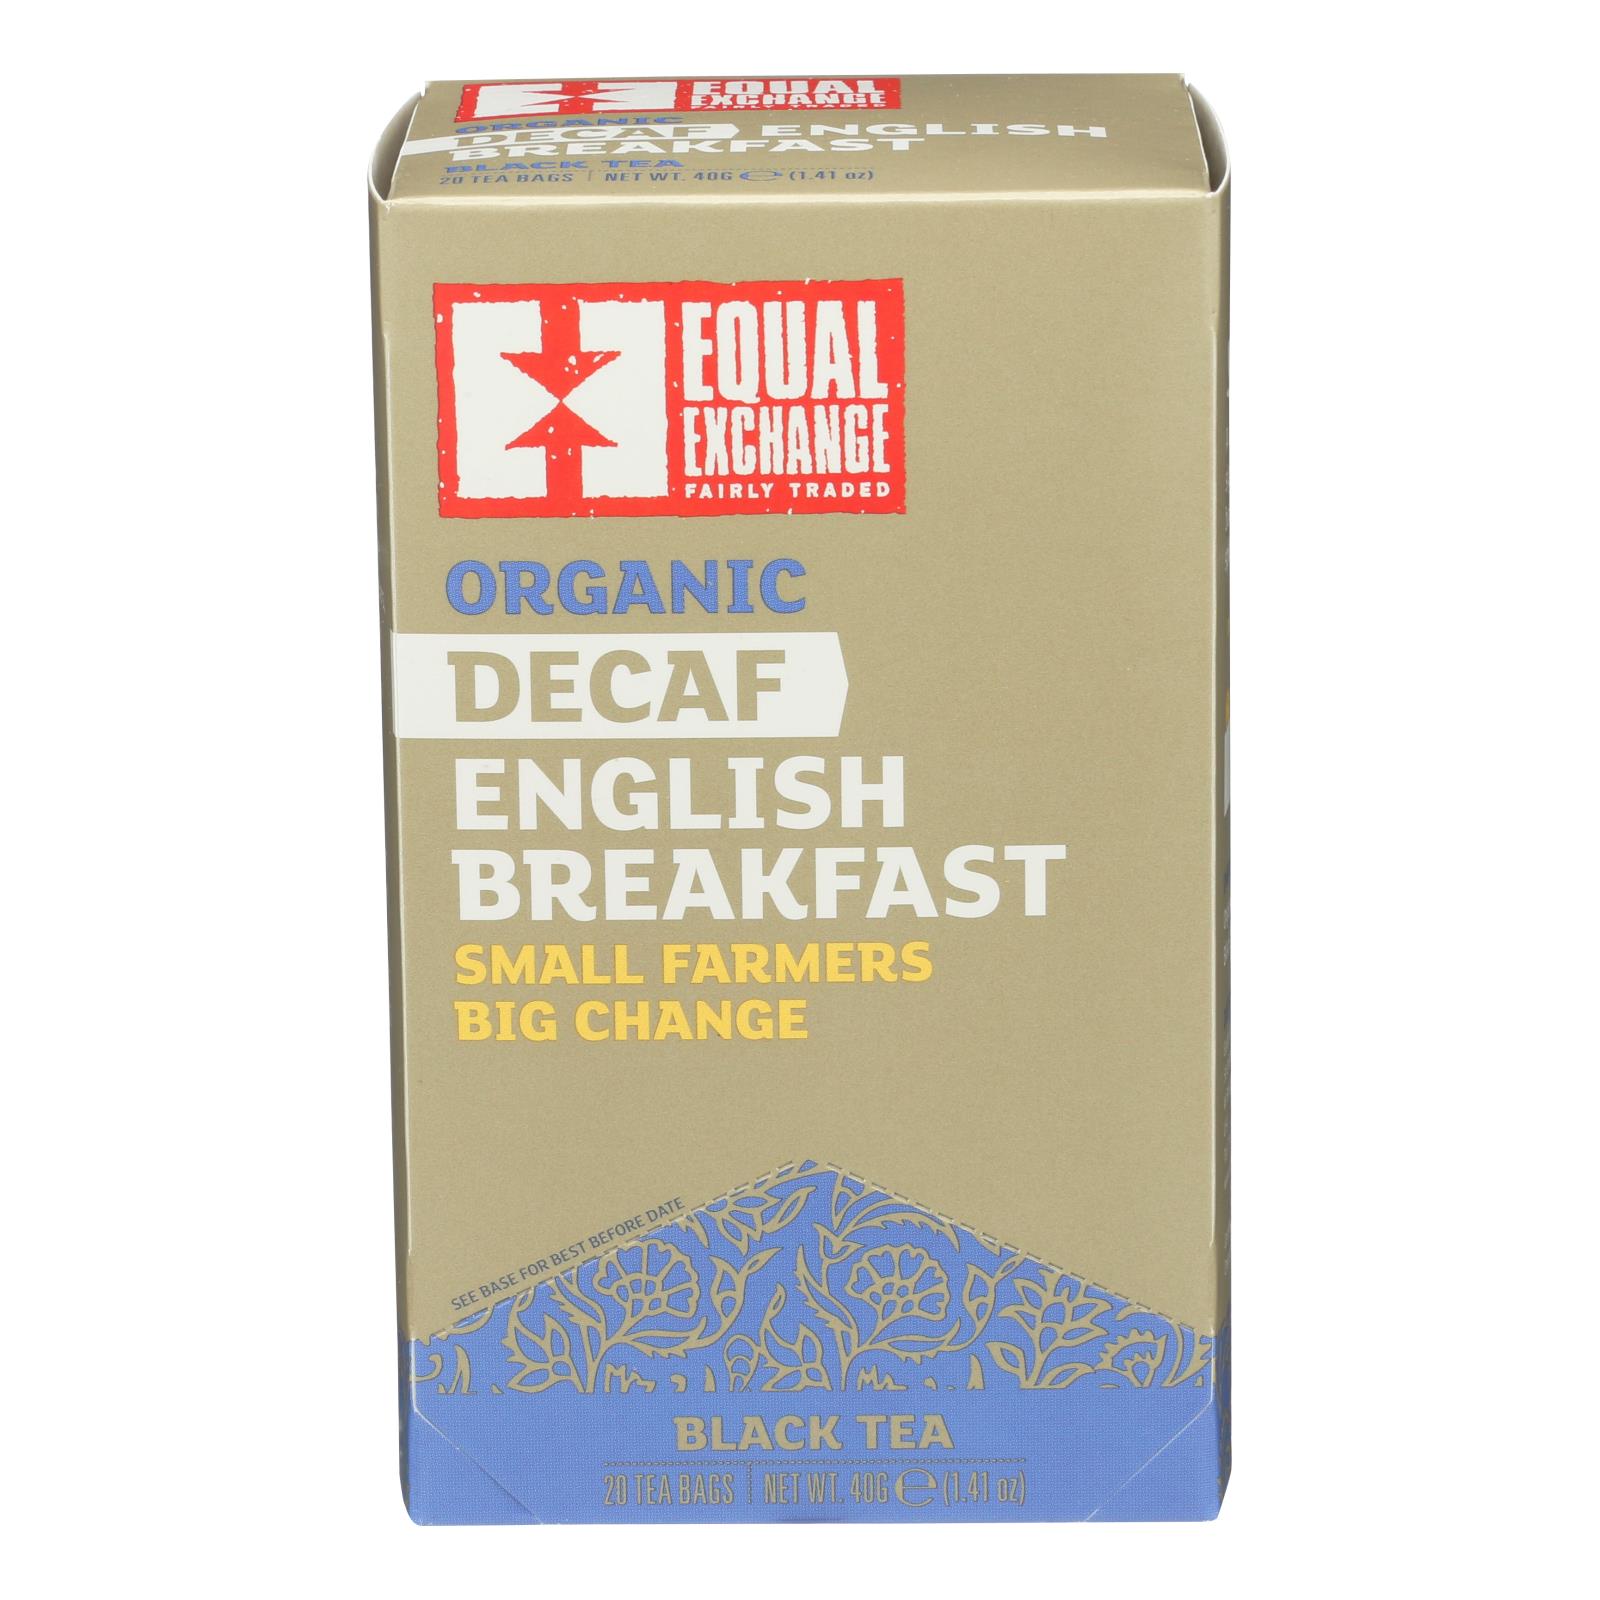 EQUAL
EXCHANGE
FAIRLY TRADED
ORGANIC
DECAF ENGLISH
BREAKFAST
BLACK TEA
20 TEA BAGS NET WT. 40G e (1.41 oz)
EQUAL
EXCHANGE
FAIRLY TRADED
ORGANIC
DECAF
ENGLISH
BREAKFAST
SMALL FARMERS
BIG CHANGE
SEE BASE FOR BEST BEFORE DATE
BLACK TEA
20 TEA BAGS NET WT. 40G e (1.41 oz)